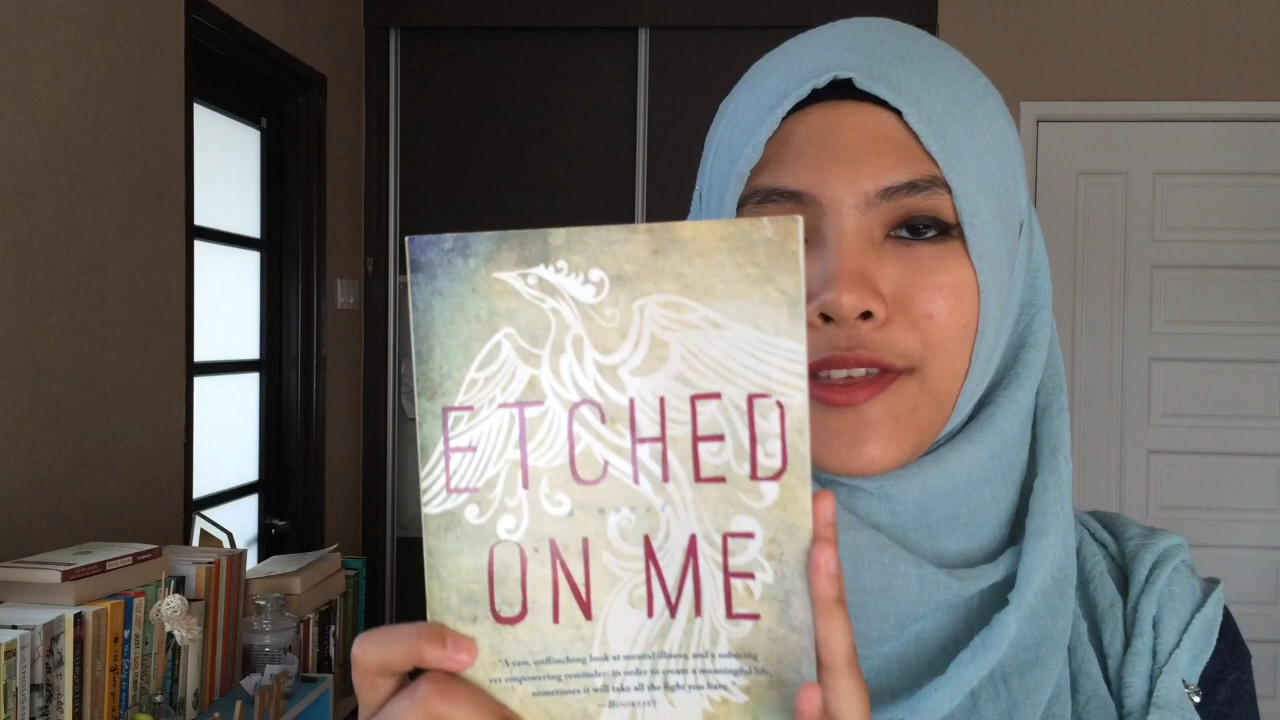 ETCHED
A NOVEL
ON ME
"A raw, unflinching look at mental illness, and a sobering
yet empowering reminder: in order to create a meaningful life,
sometimes it will take all the fight you have."
—BOOKLIST